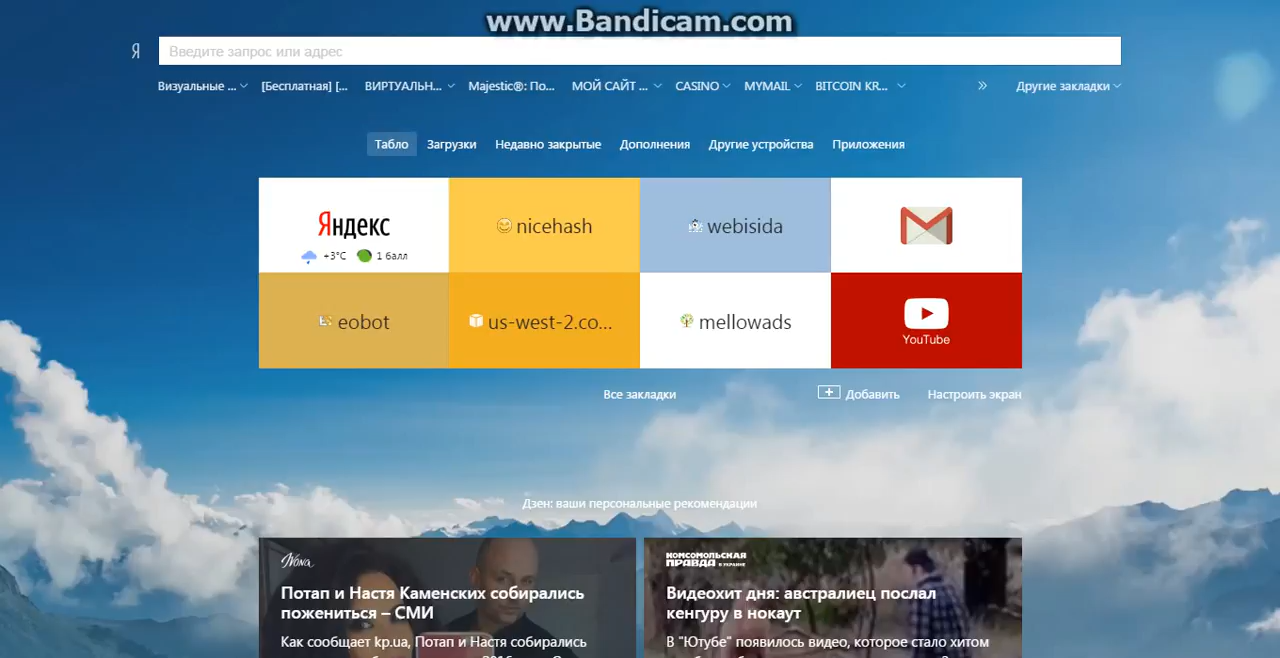 www.Bandicam.com
Я Введите запрос или адрес
Визуальные ... [Бесплатная] [... ВИРТУАЛЬН... Majestic®: По... МОЙ САЙТ ... CASINO MYMAIL BITCOIN KR... » Другие закладки
Табло Загрузки Недавно закрытые Дополнения Другие устройства Приложения
Яндекс
+3°C 1 балл
nicehash
webisida
eobot
us-west-2.co...
mellowads
YouTube
Все закладки Добавить Настроить экран
Дзен: ваши персональные рекомендации
Потап и Настя Каменских собирались
пожениться – СМИ
Как сообщает kp.ua, Потап и Настя собирались
КОМСОМОЛЬСКАЯ
ПРАВДА В УКРАИНЕ
Видеохит дня: австралиец послал
кенгуру в нокаут
В "Ютубе" появилось видео, которое стало хитом